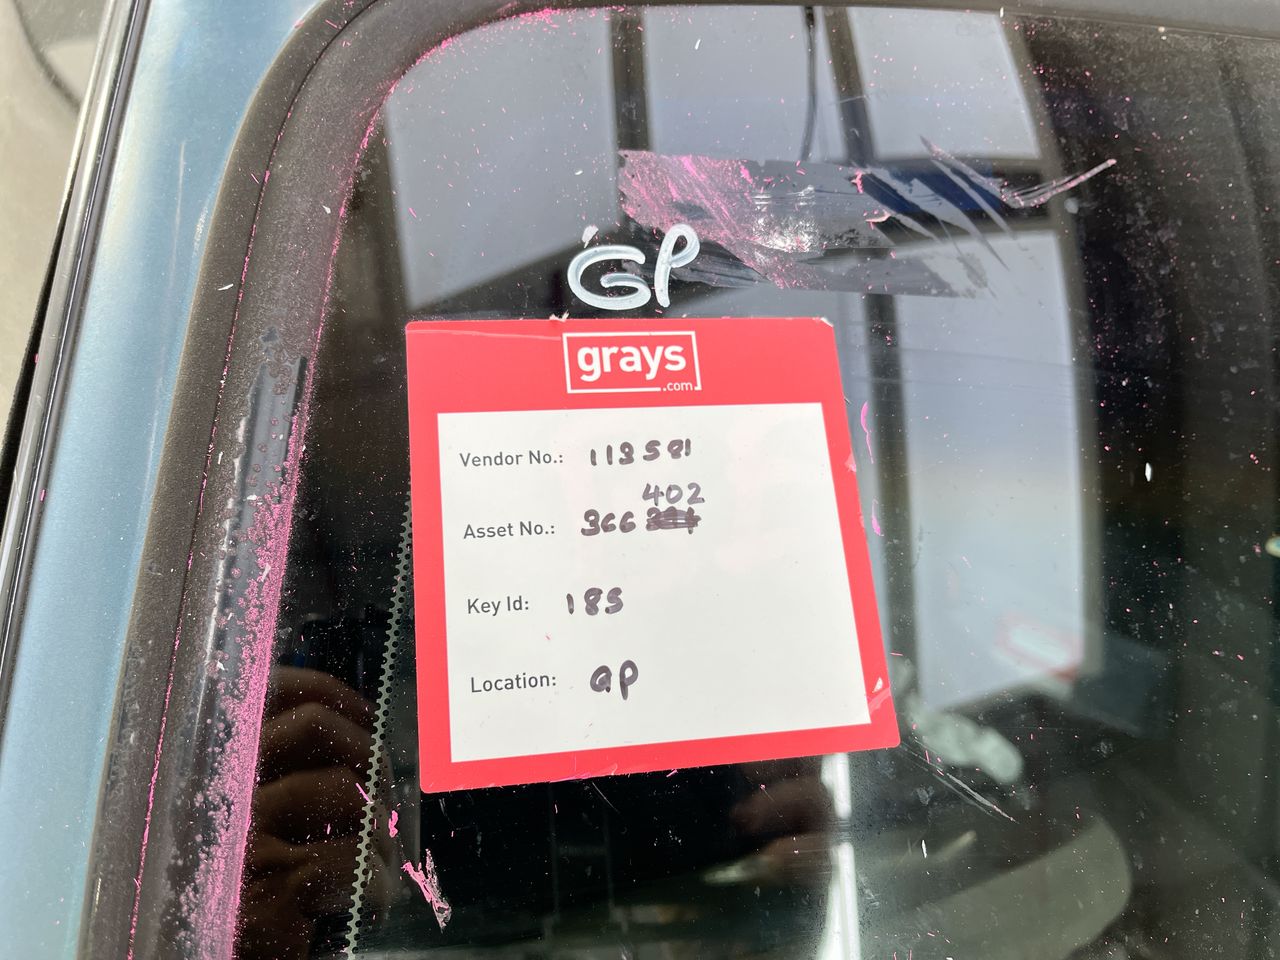 GP
grays
.com
Vendor No.: 113581
402
Asset No.: 366
Key Id: 185
Location: GP